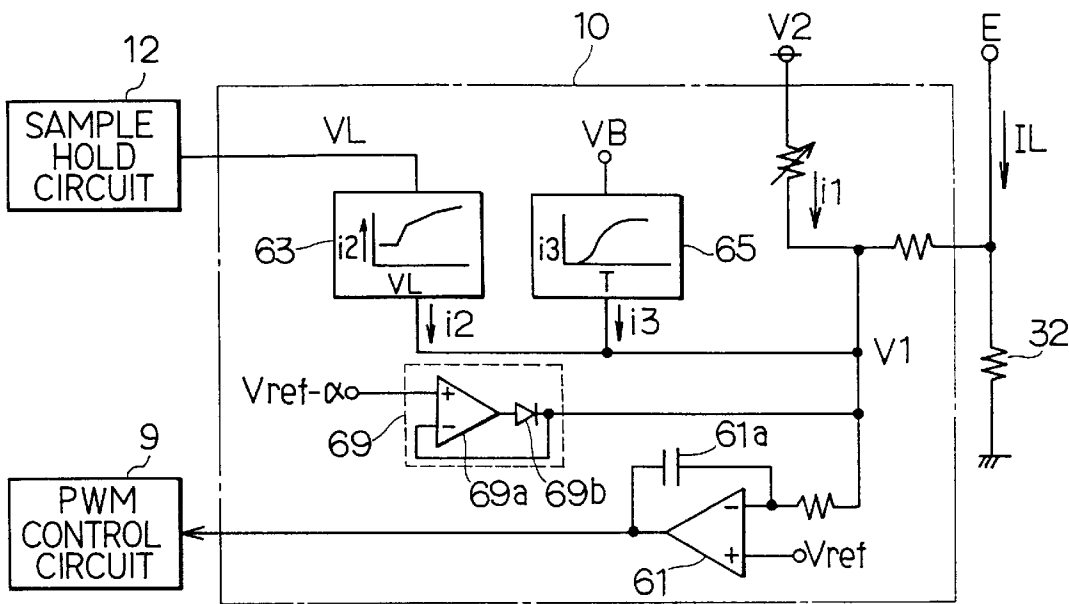 10
V2
E
12
SAMPLE
HOLD
CIRCUIT
VL
VB
IL
i1
63
i2
VL
i3
T
65
i2
i3
V1
32
Vref-α
+
−
69
69a
69b
61a
9
PWM
CONTROL
CIRCUIT
−
+
61
Vref